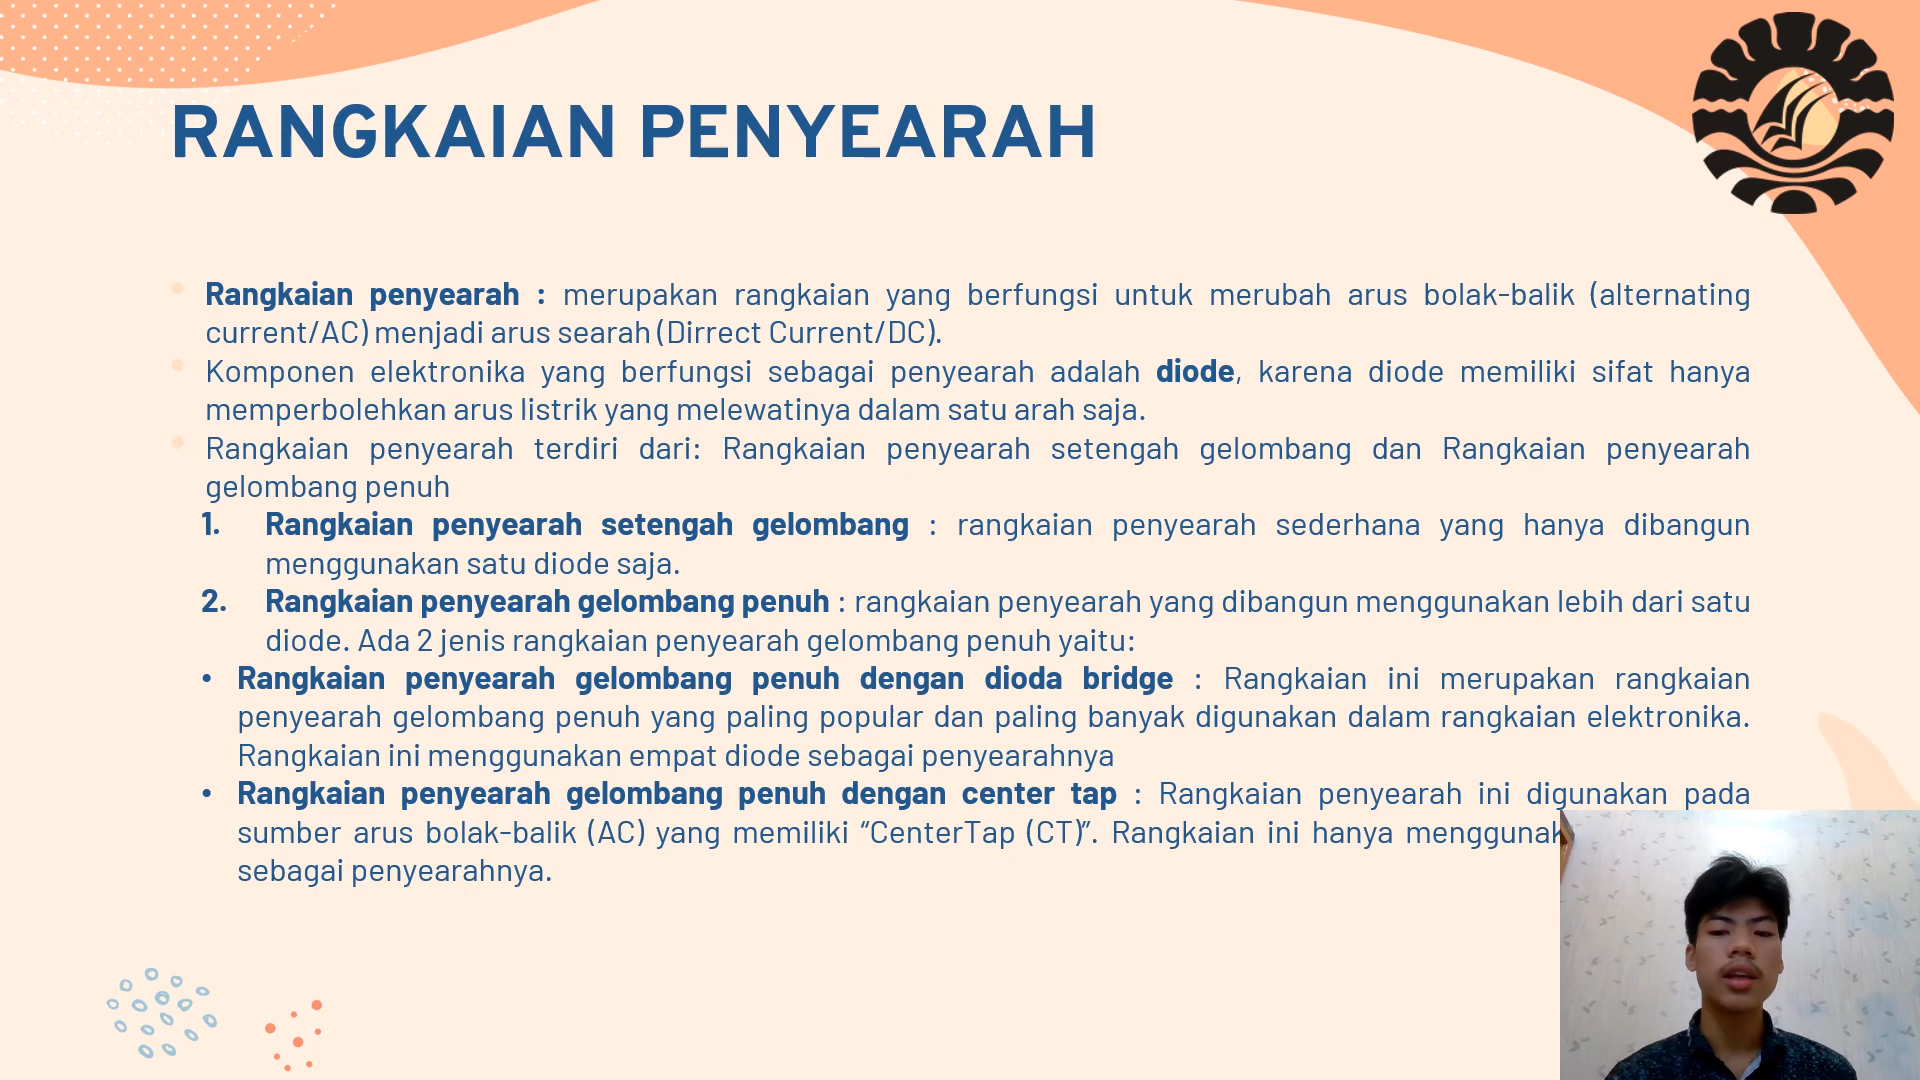 RANGKAIAN PENYEARAH
Rangkaian penyearah : merupakan rangkaian yang berfungsi untuk merubah arus bolak-balik (alternating
current/AC) menjadi arus searah (Dirrect Current/DC).
Komponen elektronika yang berfungsi sebagai penyearah adalah diode, karena diode memiliki sifat hanya
memperbolehkan arus listrik yang melewatinya dalam satu arah saja.
Rangkaian penyearah terdiri dari: Rangkaian penyearah setengah gelombang dan Rangkaian penyearah
gelombang penuh
1. Rangkaian penyearah setengah gelombang : rangkaian penyearah sederhana yang hanya dibangun
menggunakan satu diode saja.
2. Rangkaian penyearah gelombang penuh : rangkaian penyearah yang dibangun menggunakan lebih dari satu
diode. Ada 2 jenis rangkaian penyearah gelombang penuh yaitu:
• Rangkaian penyearah gelombang penuh dengan dioda bridge : Rangkaian ini merupakan rangkaian
penyearah gelombang penuh yang paling popular dan paling banyak digunakan dalam rangkaian elektronika.
Rangkaian ini menggunakan empat diode sebagai penyearahnya
• Rangkaian penyearah gelombang penuh dengan center tap : Rangkaian penyearah ini digunakan pada
sumber arus bolak-balik (AC) yang memiliki “CenterTap (CT)”. Rangkaian ini hanya
sebagai penyearahnya.